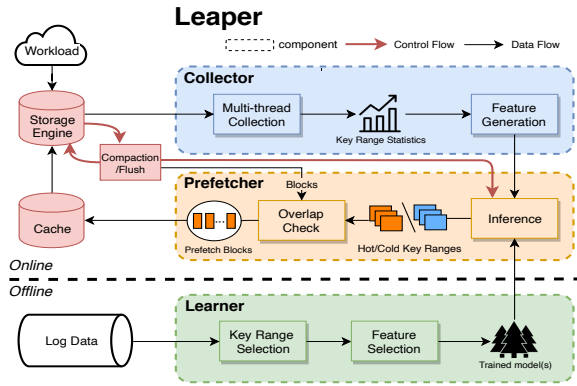 Leaper
Workload
component
Control Flow
Data Flow
Collector
Storage
Engine
Multi-thread
Collection
Key Range Statistics
Feature
Generation
Compaction
/Flush
Blocks
Prefetcher
Cache
Prefetch Blocks
Overlap
Check
Hot/Cold Key Ranges
Inference
Online
Offline
Learner
Log Data
Key Range
Selection
Feature
Selection
Trained model(s)